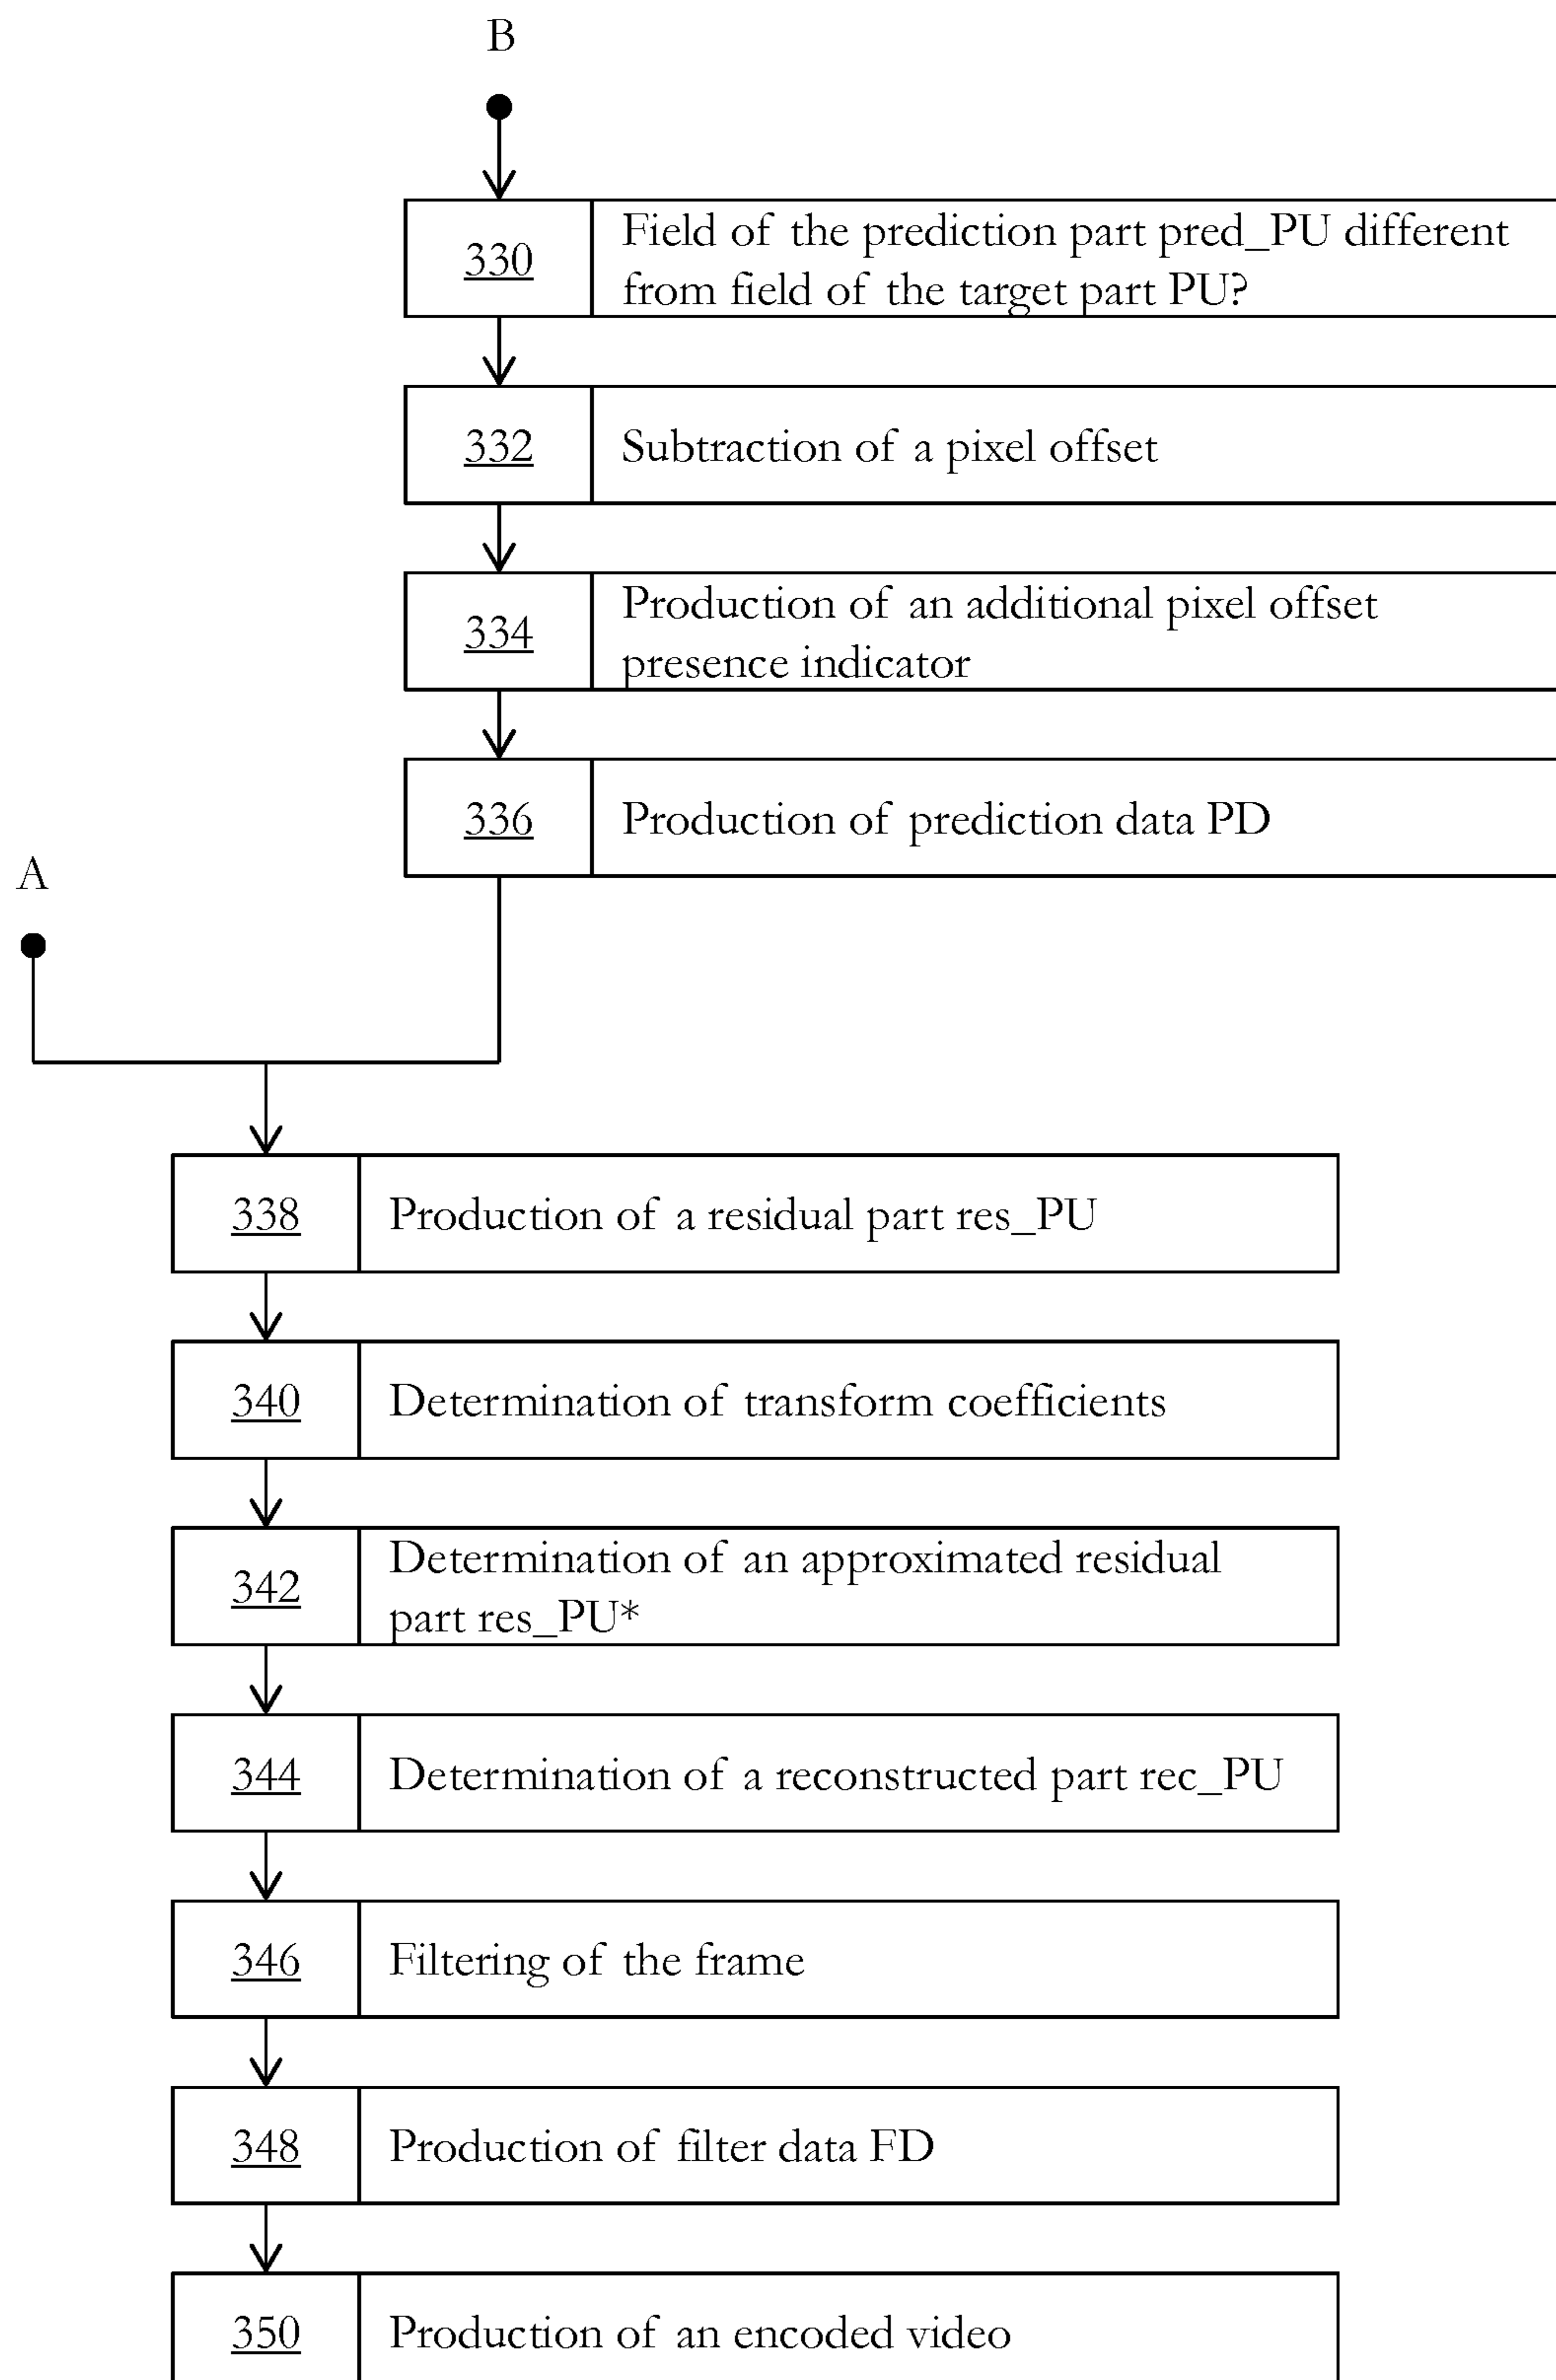 B
330 Field of the prediction part pred_PU different
from field of the target part PU?
332 Subtraction of a pixel offset
334 Production of an additional pixel offset
presence indicator
336 Production of prediction data PD
A
338 Production of a residual part res_PU
340 Determination of transform coefficients
342 Determination of an approximated residual
part res_PU*
344 Determination of a reconstructed part rec_PU
346 Filtering of the frame
348 Production of filter data FD
350 Production of an encoded video